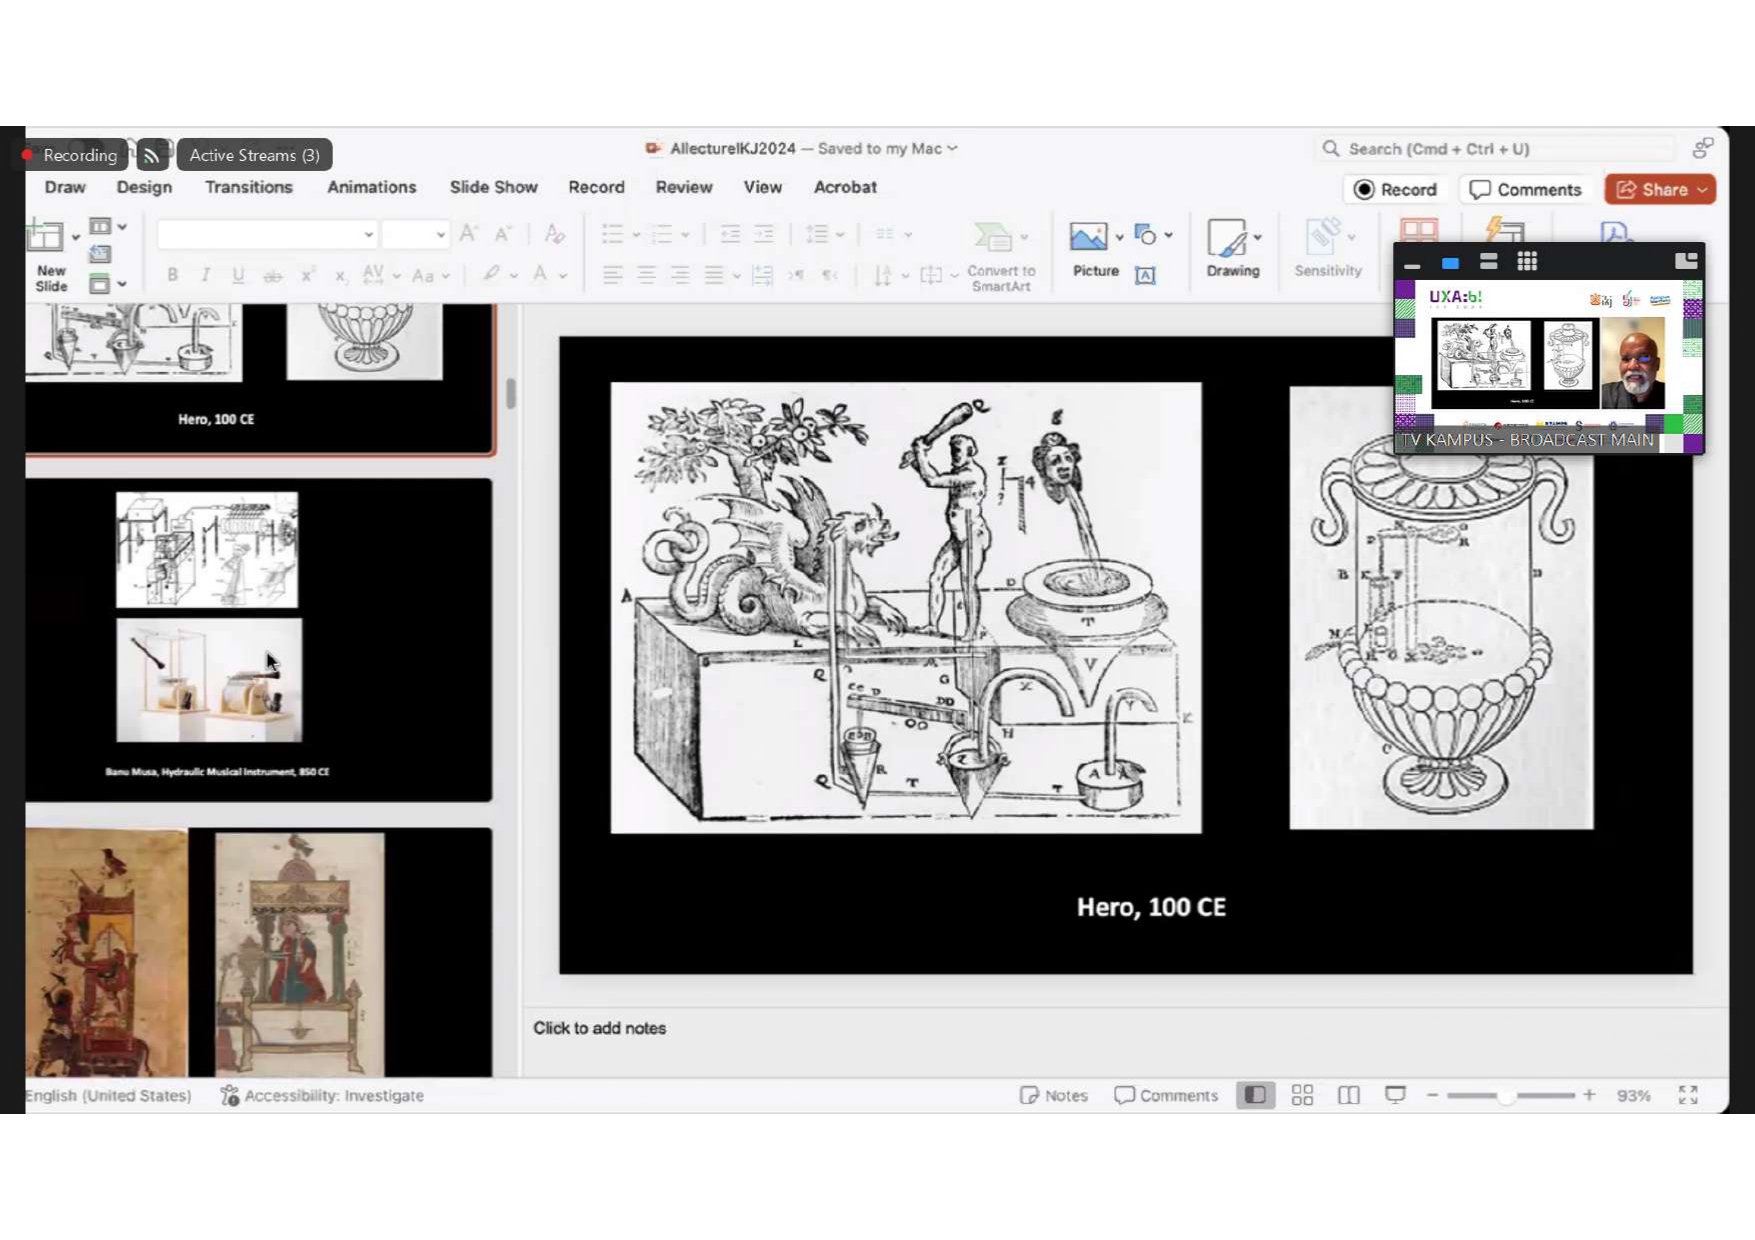 Recording
Active Streams (3)
AllectureIKJ2024 — Saved to my Mac
Search (Cmd + Ctrl + U)
Draw
Design
Transitions
Animations
Slide Show
Record
Review
View
Acrobat
Record
Comments
Share
New
Slide
Convert to
SmartArt
Picture
Drawing
Sensitivity
UXA:b!
Hero, 100 CE
TV KAMPUS - BROADCAST MAIN
Hero, 100 CE
Banu Musa, Hydraulic Musical Instrument, 850 CE
Hero, 100 CE
Click to add notes
English (United States)
Accessibility: Investigate
Notes
Comments
93%